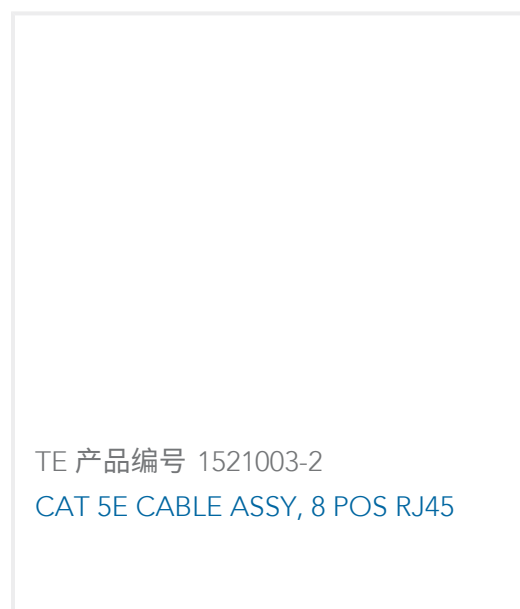 TE 产品编号 1521003-2
CAT 5E CABLE ASSY, 8 POS RJ45